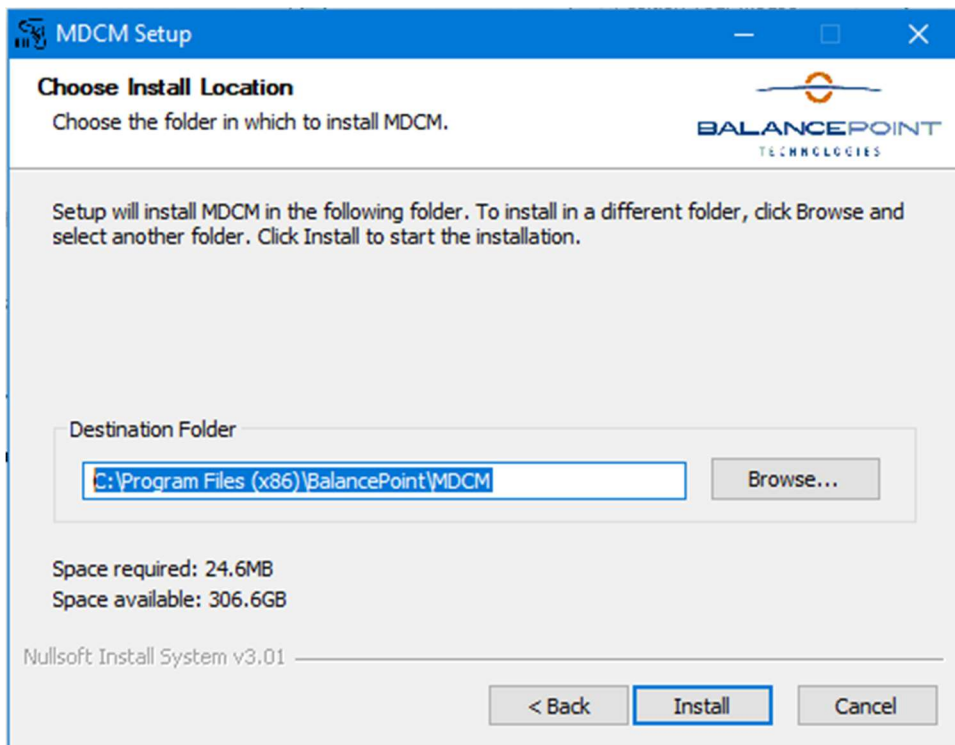 MDCM Setup
Choose Install Location
Choose the folder in which to install MDCM.
BALANCEPOINT
TECHNOLOGIES
Setup will install MDCM in the following folder. To install in a different folder, click Browse and
select another folder. Click Install to start the installation.
Destination Folder
C:\Program Files (x86)\BalancePoint\MDCM
Browse...
Space required: 24.6MB
Space available: 306.6GB
Nullsoft Install System v3.01
< Back
Install
Cancel